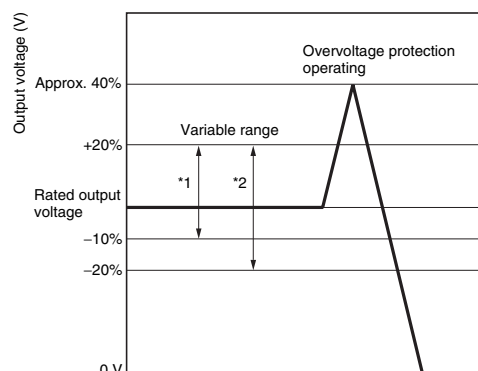 Output voltage (V)
Overvoltage protection
operating
Approx. 40%
+20%
Variable range
*1
*2
Rated output
voltage
−10%
−20%
0 V